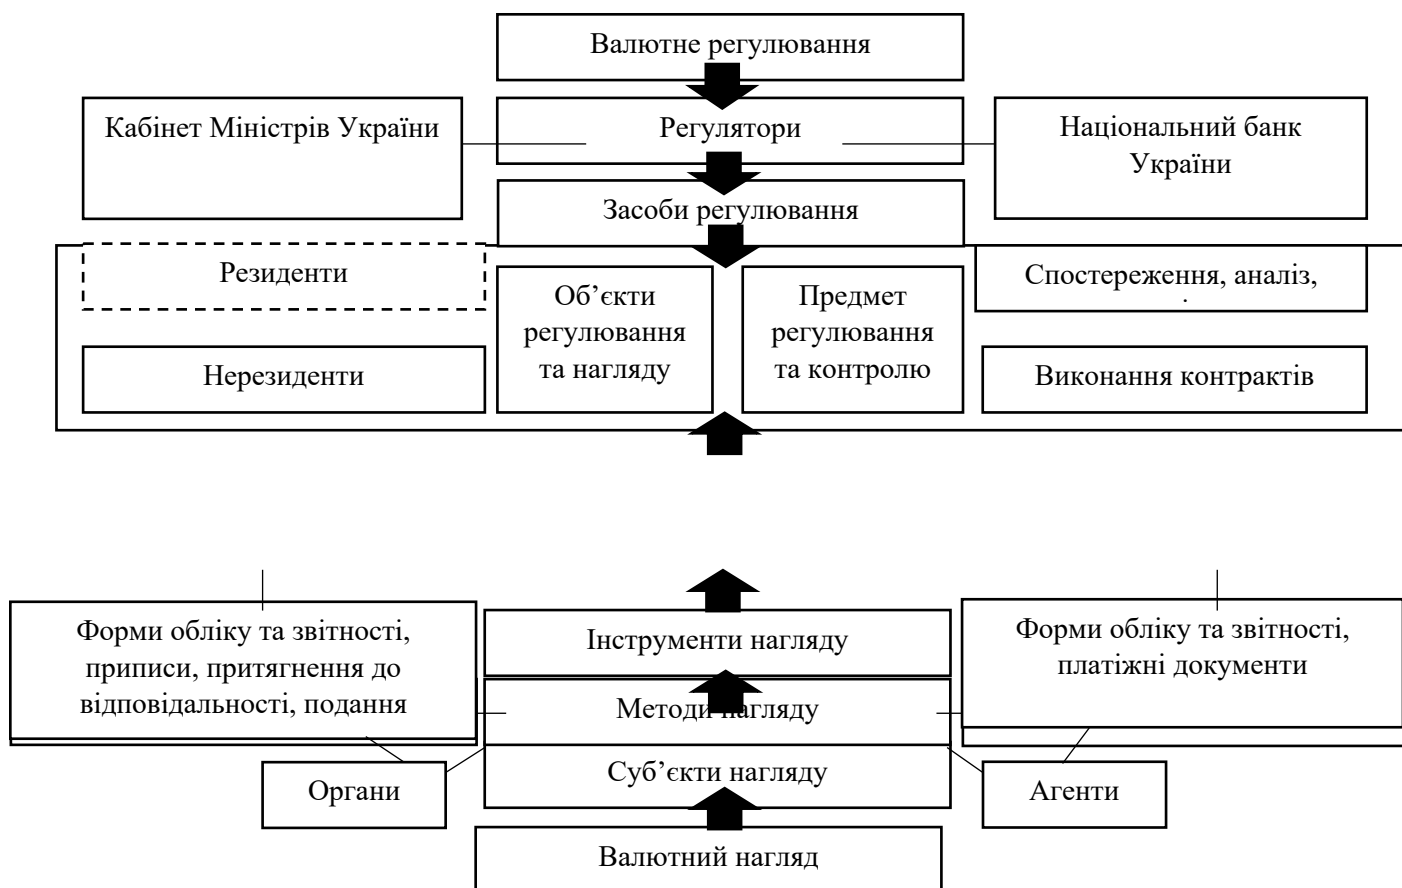 Валютне регулювання
Кабінет Міністрів України
Регулятори
Національний банк
України
Засоби регулювання
Резиденти
Нерезиденти
Об’єкти
регулювання
та нагляду
Предмет
регулювання
та контролю
Спостереження, аналіз,
Виконання контрактів
Форми обліку та звітності,
приписи, притягнення до
відповідальності, подання
Інструменти нагляду
Форми обліку та звітності,
платіжні документи
Методи нагляду
Органи
Суб’єкти нагляду
Агенти
Валютний нагляд